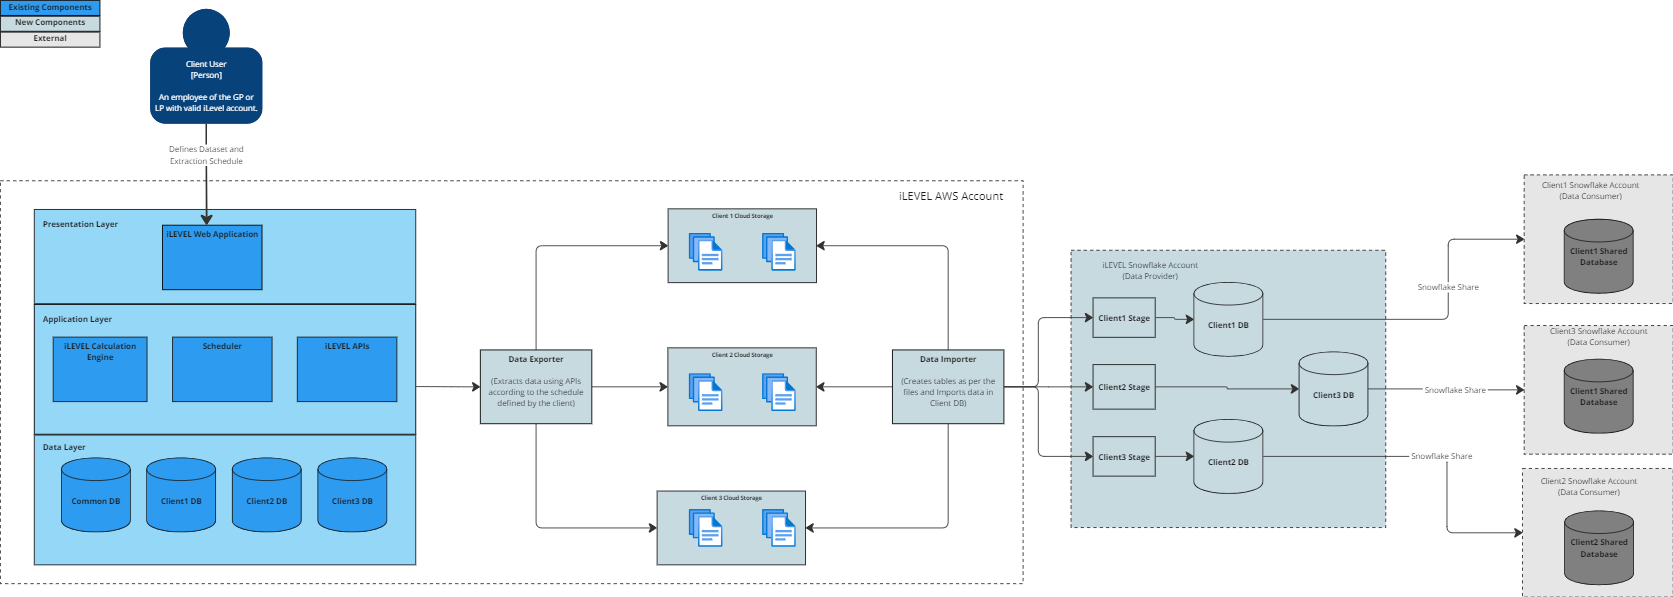 Existing Components
New Components
External
Client User
[Person]
An employee of the GP or
LP with valid iLevel account.
Defines Dataset and
Extraction Schedule
iLEVEL AWS Account
Presentation Layer
iLEVEL Web Application
Application Layer
iLEVEL Calculation
Engine
Scheduler
iLEVEL APIs
Data Layer
Common DB
Client1 DB
Client2 DB
Client3 DB
Data Exporter
(Extracts data using APIs
according to the schedule
defined by the client)
Client 1 Cloud Storage
Client 2 Cloud Storage
Client 3 Cloud Storage
Data Importer
(Creates tables as per the
files and Imports data in
Client DB)
iLEVEL Snowflake Account
(Data Provider)
Client1 Stage
Client1 DB
Client2 Stage
Client3 DB
Client3 Stage
Client2 DB
Snowflake Share
Snowflake Share
Snowflake Share
Client1 Snowflake Account
(Data Consumer)
Client1 Shared
Database
Client3 Snowflake Account
(Data Consumer)
Client1 Shared
Database
Client2 Snowflake Account
(Data Consumer)
Client2 Shared
Database